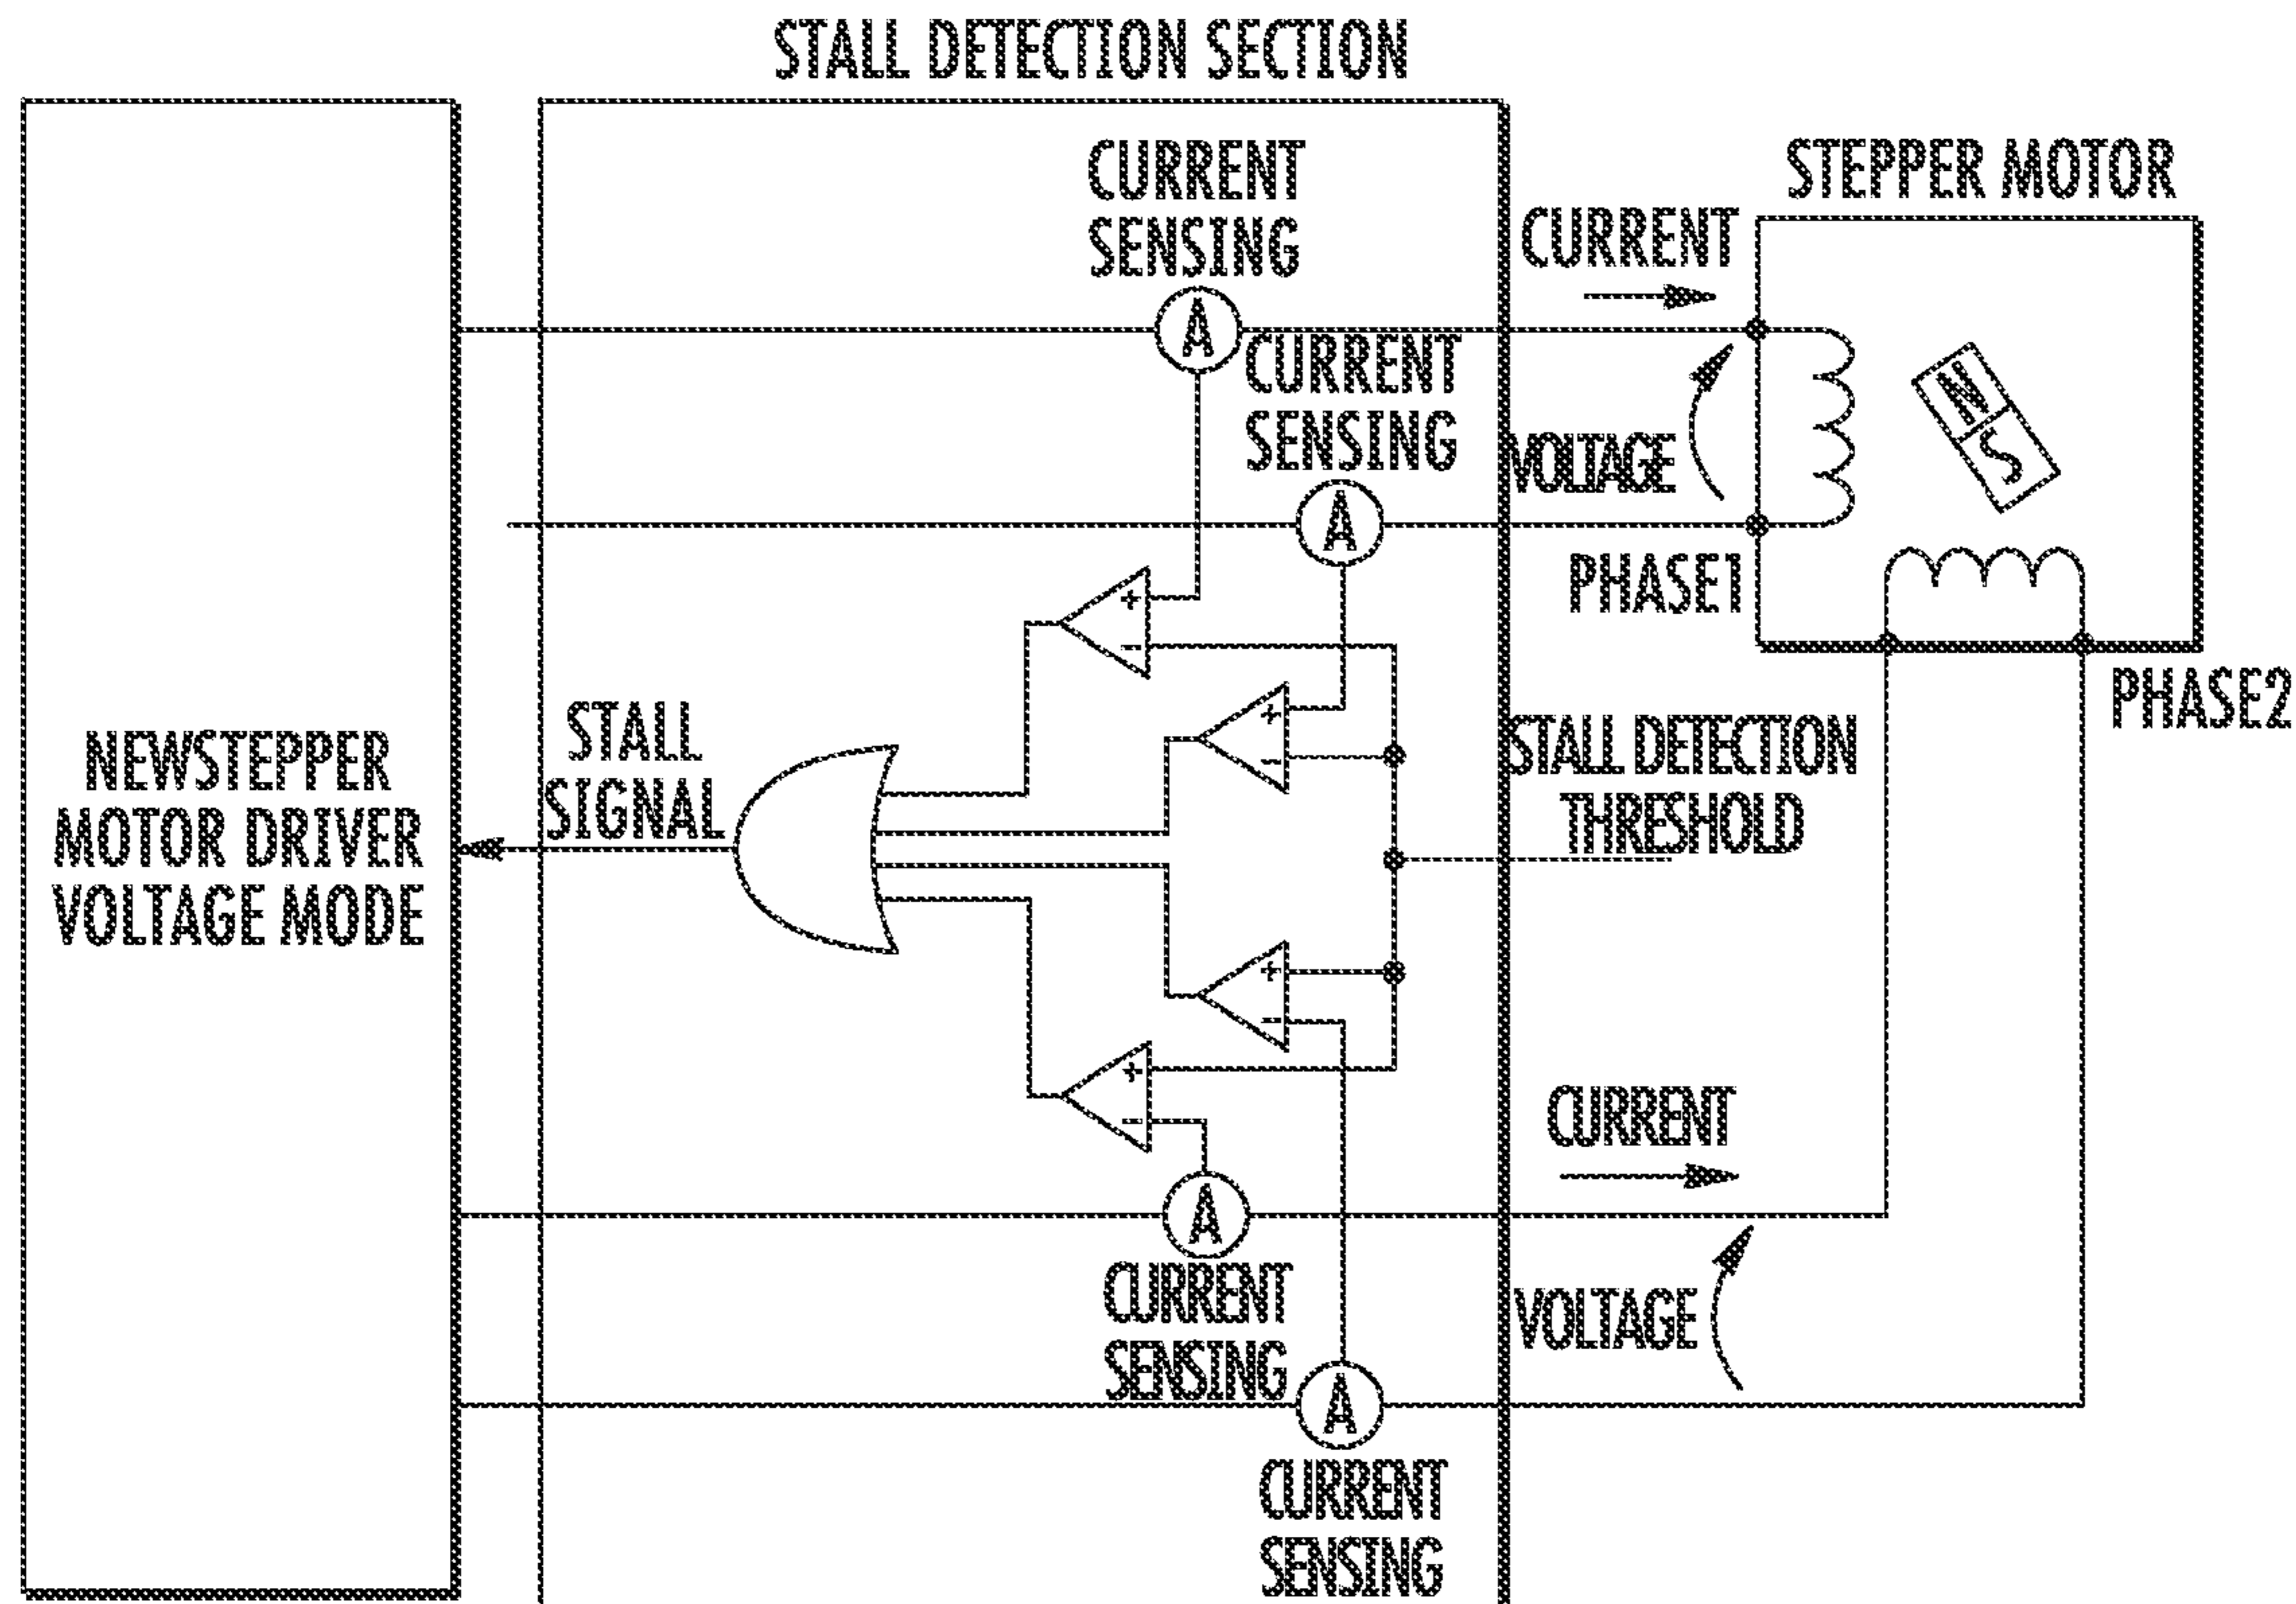 STALL DETECTION SECTION
CURRENT
SENSING
STEPPER MOTOR
CURRENT
A
CURRENT
SENSING
N
S
VOLTAGE
A
PHASE1
+
-
PHASE2
+
-
STALL
SIGNAL
STALL DETECTION
THRESHOLD
NEWSTEPPER
MOTOR DRIVER
VOLTAGE MODE
+
-
+
-
CURRENT
A
CURRENT
SENSING
VOLTAGE
A
CURRENT
SENSING